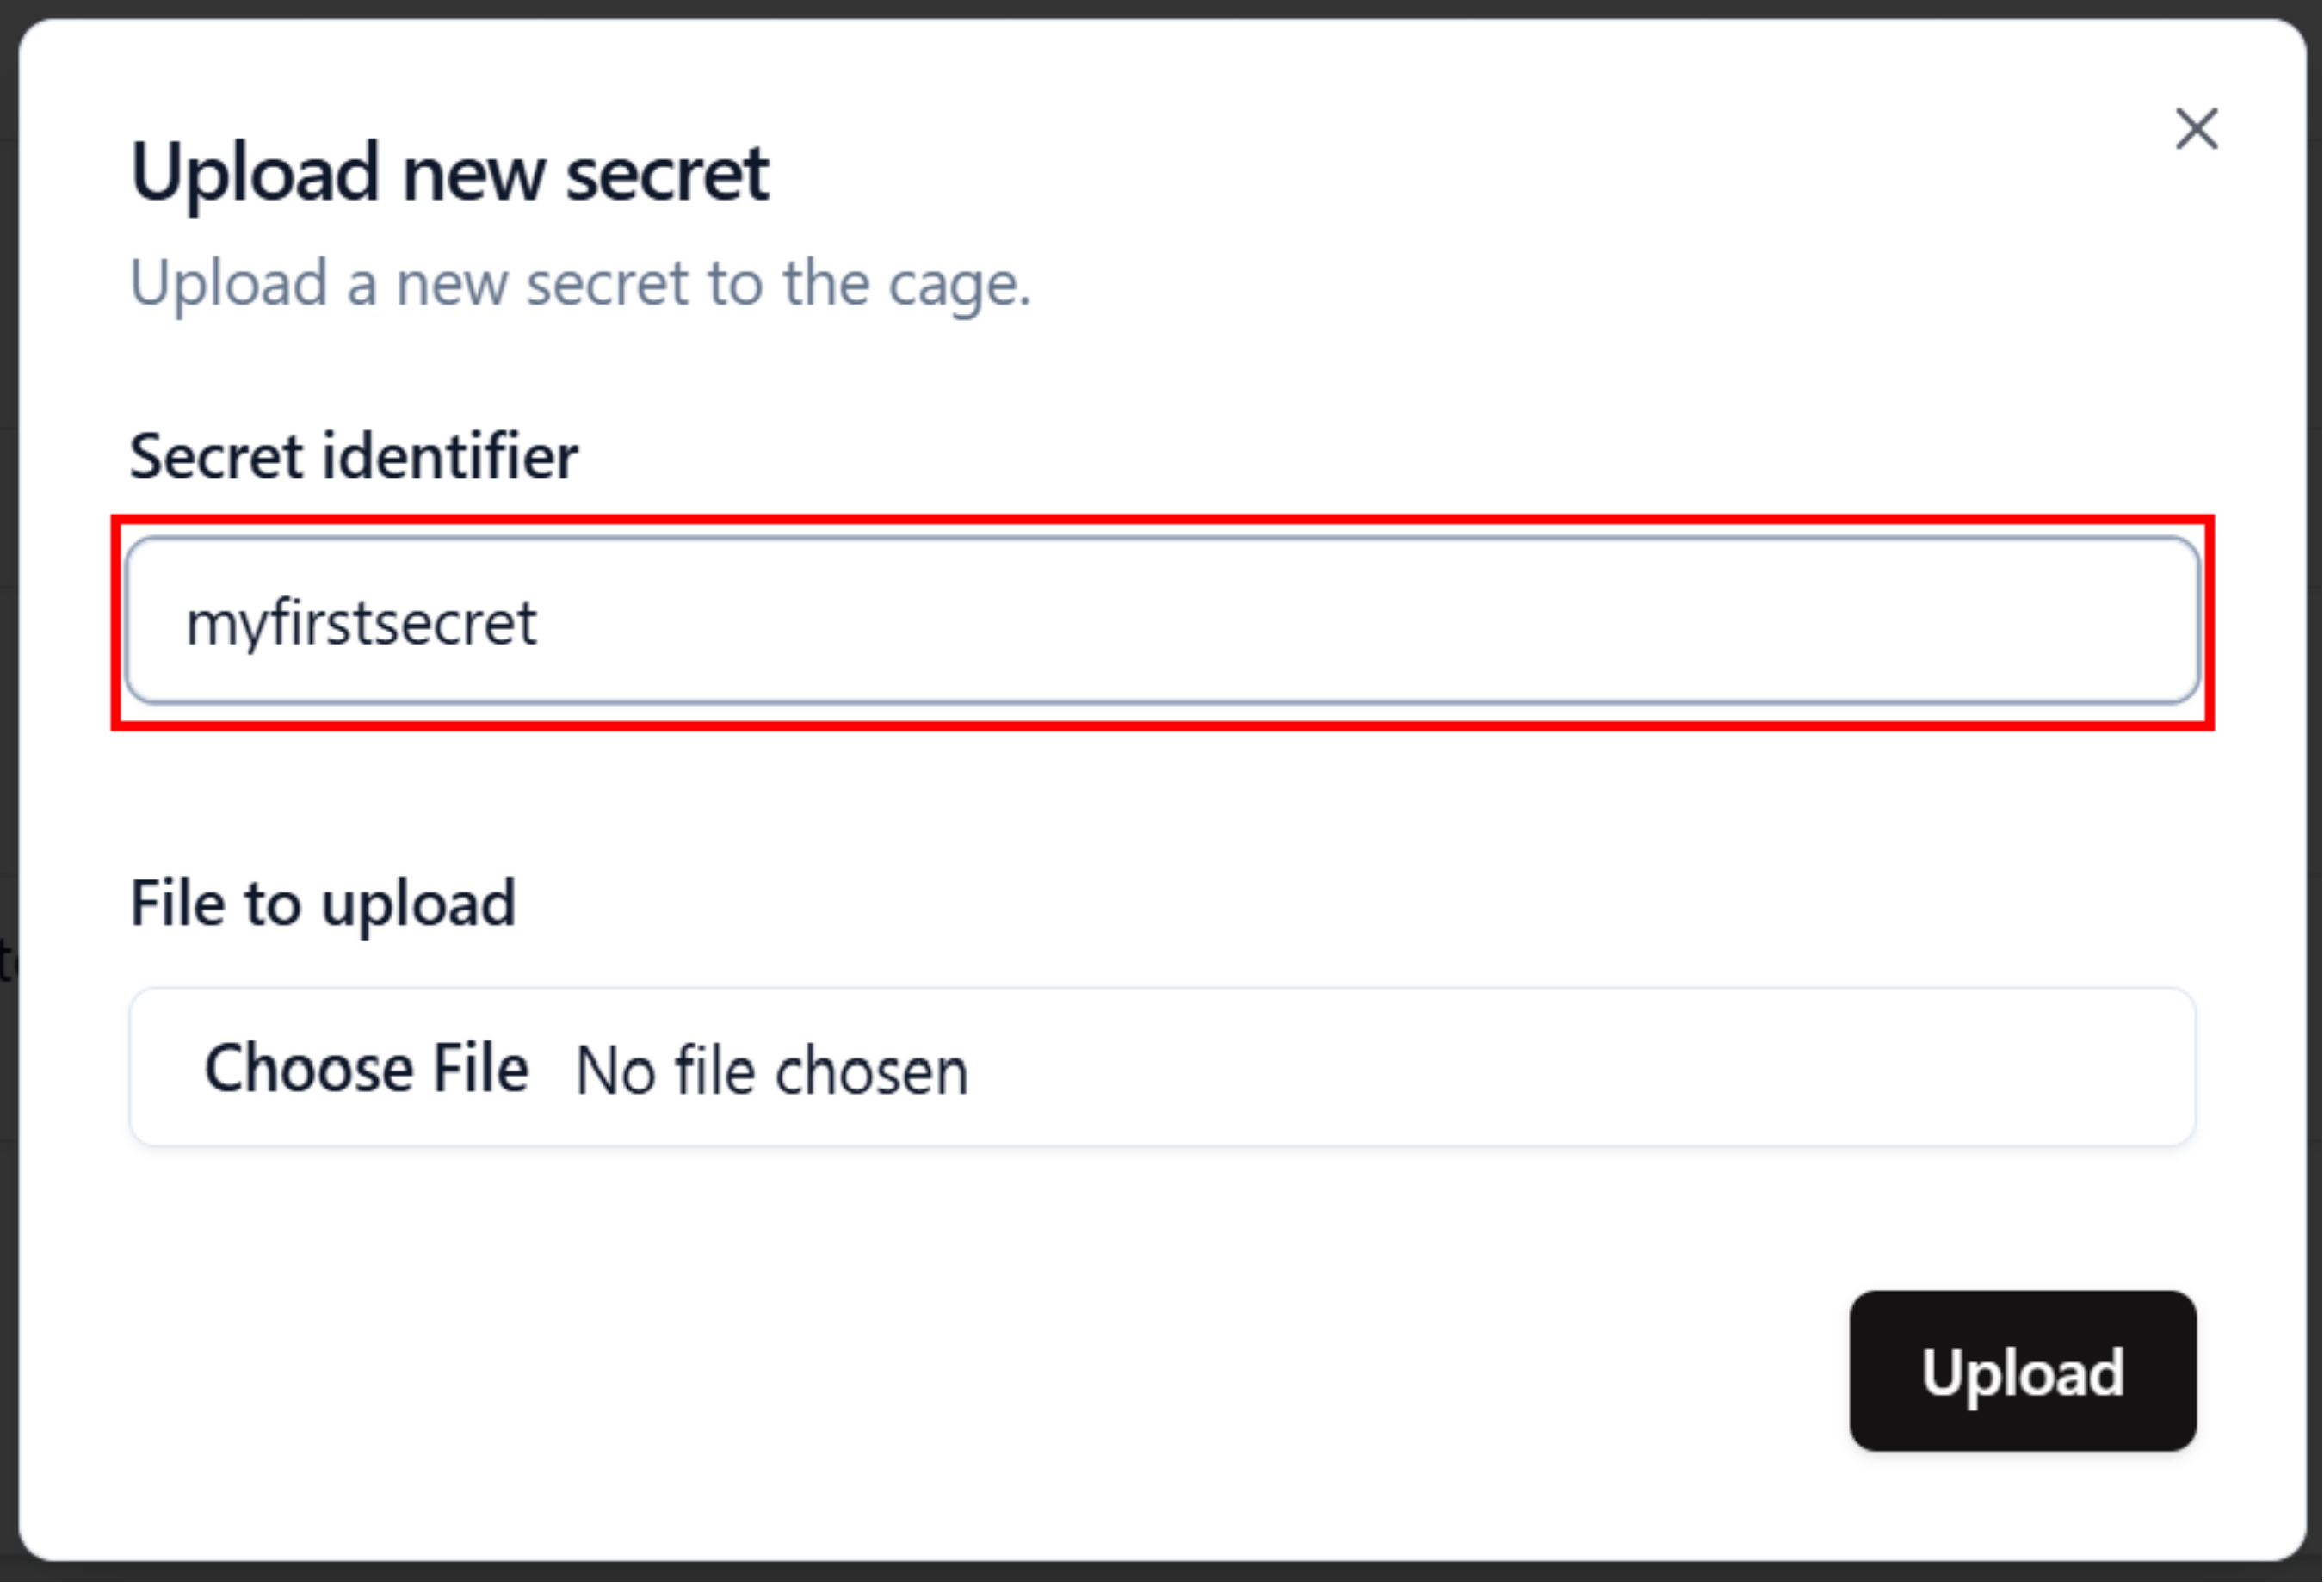 Upload new secret
Upload a new secret to the cage.
Secret identifier
myfirstsecret
File to upload
Choose File No file chosen
Upload